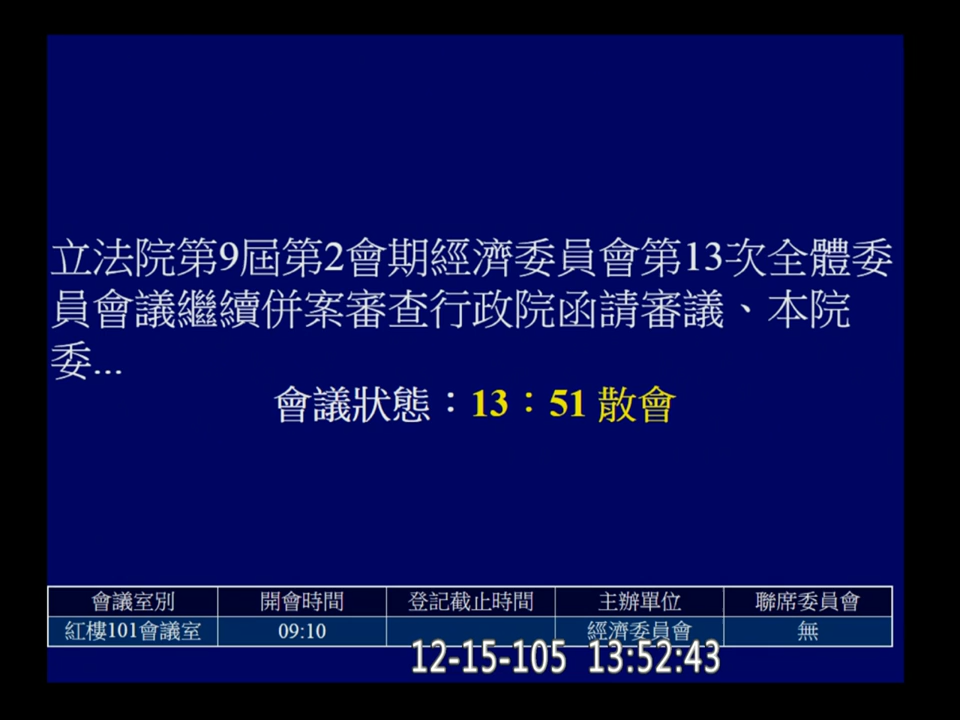 立法院第9屆第2會期經濟委員會第13次全體委
員會議繼續併案審查行政院函請審議、本院
委...
會議狀態：13：51 散會
會議室別 開會時間 登記截止時間 主辦單位 聯席委員會
紅樓101會議室 09:10 經濟委員會 無
12-15-105 13:52:43